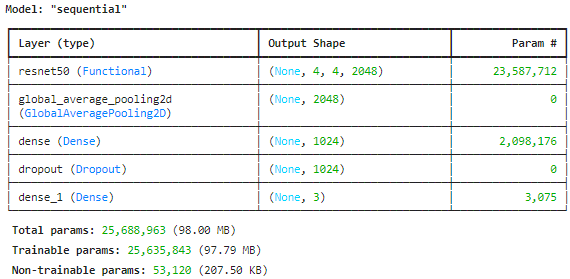 Model: "sequential"
Layer (type) Output Shape Param #
resnet50 (Functional) (None, 4, 4, 2048) 23,587,712
global_average_pooling2d (None, 2048) 0
(GlobalAveragePooling2D)
dense (Dense) (None, 1024) 2,098,176
dropout (Dropout) (None, 1024) 0
dense_1 (Dense) (None, 3) 3,075
Total params: 25,688,963 (98.00 MB)
Trainable params: 25,635,843 (97.79 MB)
Non-trainable params: 53,120 (207.50 KB)